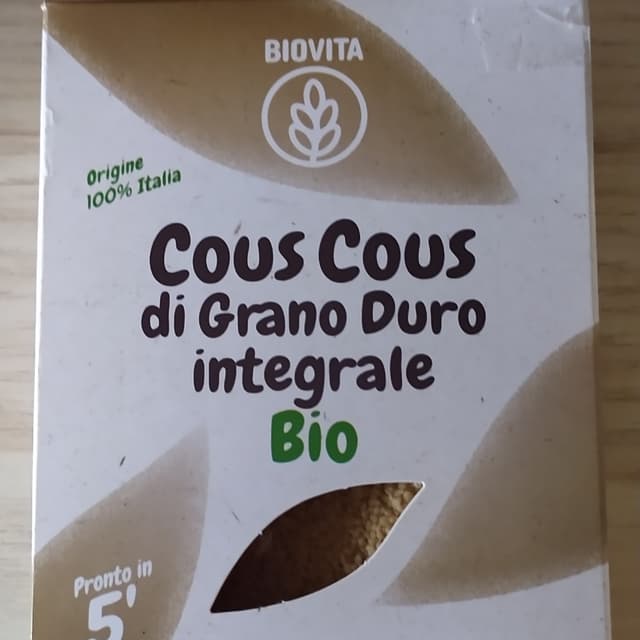 BIOVITA
Origine
100% Italia
Cous Cous
di Grano Duro
integrale
Bio
Pronto in
5'